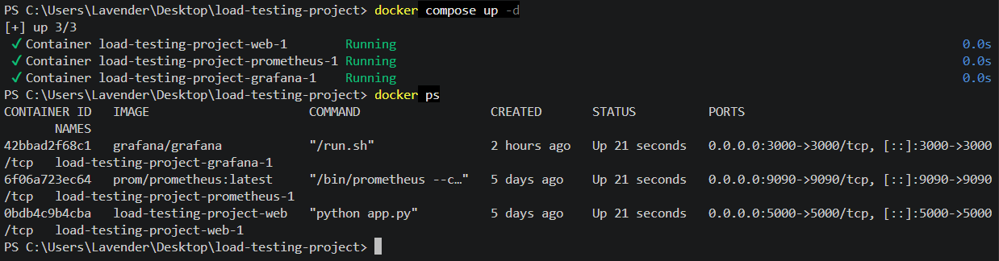 PS C:\Users\Lavender\Desktop\load-testing-project> docker compose up -d
[+] up 3/3
✓ Container load-testing-project-web-1 Running 0.0s
✓ Container load-testing-project-prometheus-1 Running 0.0s
✓ Container load-testing-project-grafana-1 Running 0.0s
PS C:\Users\Lavender\Desktop\load-testing-project> docker ps
CONTAINER ID IMAGE COMMAND CREATED STATUS PORTS
NAMES
42bbad2f68c1 grafana/grafana "/run.sh" 2 hours ago Up 21 seconds 0.0.0.0:3000->3000/tcp, [::]:3000->3000
/tcp load-testing-project-grafana-1
6f06a723ec64 prom/prometheus:latest "/bin/prometheus --c…" 5 days ago Up 21 seconds 0.0.0.0:9090->9090/tcp, [::]:9090->9090
/tcp load-testing-project-prometheus-1
0bdb4c9b4cba load-testing-project-web "python app.py" 5 days ago Up 21 seconds 0.0.0.0:5000->5000/tcp, [::]:5000->5000
/tcp load-testing-project-web-1
PS C:\Users\Lavender\Desktop\load-testing-project>